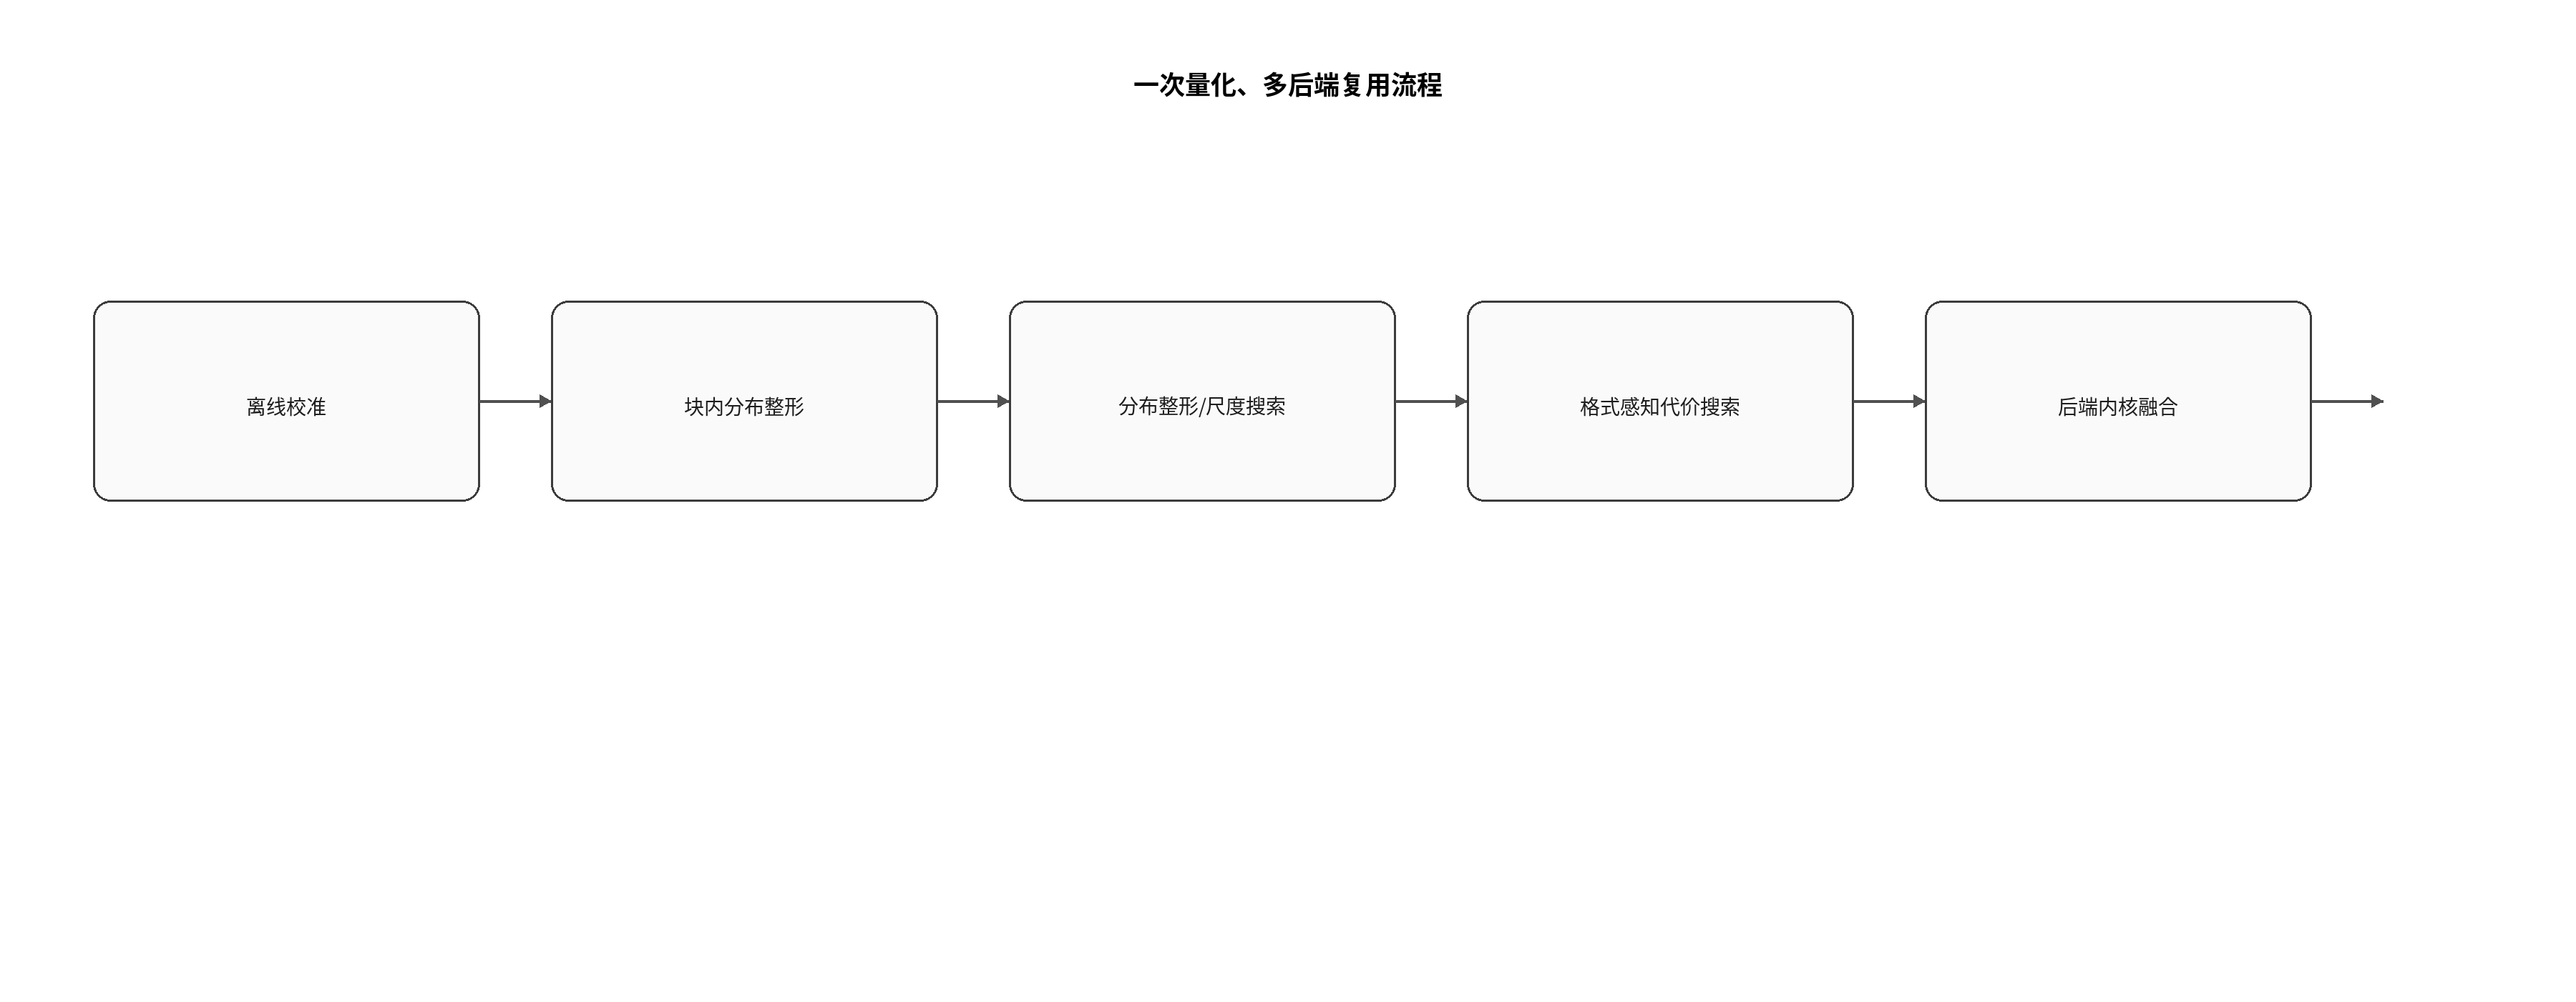 一次量化、多后端复用流程
离线校准
块内分布整形
分布整形/尺度搜索
格式感知代价搜索
后端内核融合